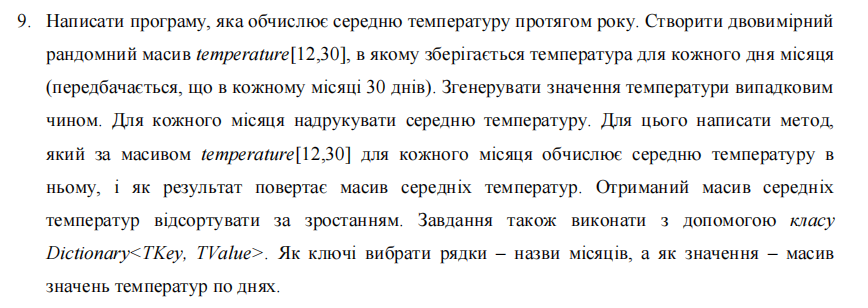 9. Написати програму, яка обчислює середню температуру протягом року. Створити двовимірний
рандомний масив temperature[12,30], в якому зберігається температура для кожного дня місяця
(передбачається, що в кожному місяці 30 днів). Згенерувати значення температури випадковим
чином. Для кожного місяця надрукувати середню температуру. Для цього написати метод,
який за масивом temperature[12,30] для кожного місяця обчислює середню температуру в
ньому, і як результат повертає масив середніх температур. Отриманий масив середніх
температур відсортувати за зростанням. Завдання також виконати з допомогою класу
Dictionary<TKey, TValue>. Як ключі вибрати рядки – назви місяців, а як значення – масив
значень температур по днях.